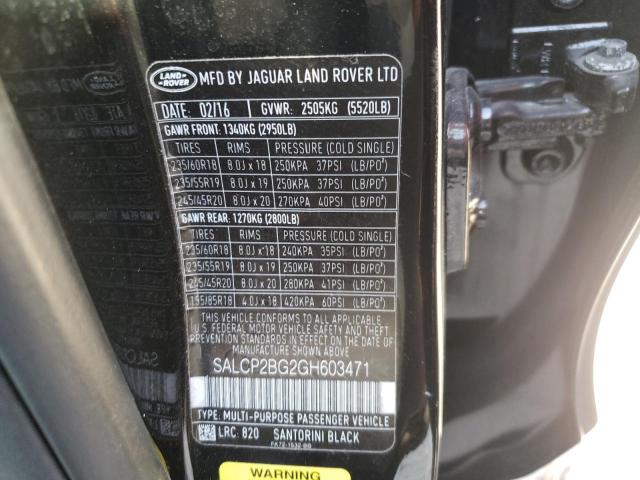 LAND ROVER MFD BY JAGUAR LAND ROVER LTD
DATE: 02/16 GVWR: 2505KG (5520LB)
GAWR FRONT: 1340KG (2950LB)
TIRES RIMS PRESSURE (COLD SINGLE)
235/60R18 8.0J x 18 250KPA 37PSI (LB/PO²)
235/55R19 8.0J x 19 250KPA 37PSI (LB/PO²)
245/45R20 8.0J x 20 270KPA 40PSI (LB/PO²)
GAWR REAR: 1270KG (2800LB)
TIRES RIMS PRESSURE (COLD SINGLE)
235/60R18 8.0J x 18 240KPA 35PSI (LB/PO²)
235/55R19 8.0J x 19 250KPA 37PSI (LB/PO²)
245/45R20 8.0J x 20 280KPA 41PSI (LB/PO²)
155/85R18 4.0J x 18 420KPA 60PSI (LB/PO²)
THIS VEHICLE CONFORMS TO ALL APPLICABLE
U.S. FEDERAL MOTOR VEHICLE SAFETY AND THEFT
PREVENTION STANDARDS IN EFFECT ON THE DATE
OF MANUFACTURE SHOWN ABOVE.
SALCP2BG2GH603471
TYPE: MULTI-PURPOSE PASSENGER VEHICLE
LRC: 820 SANTORINI BLACK
FK72-1532-BB
WARNING